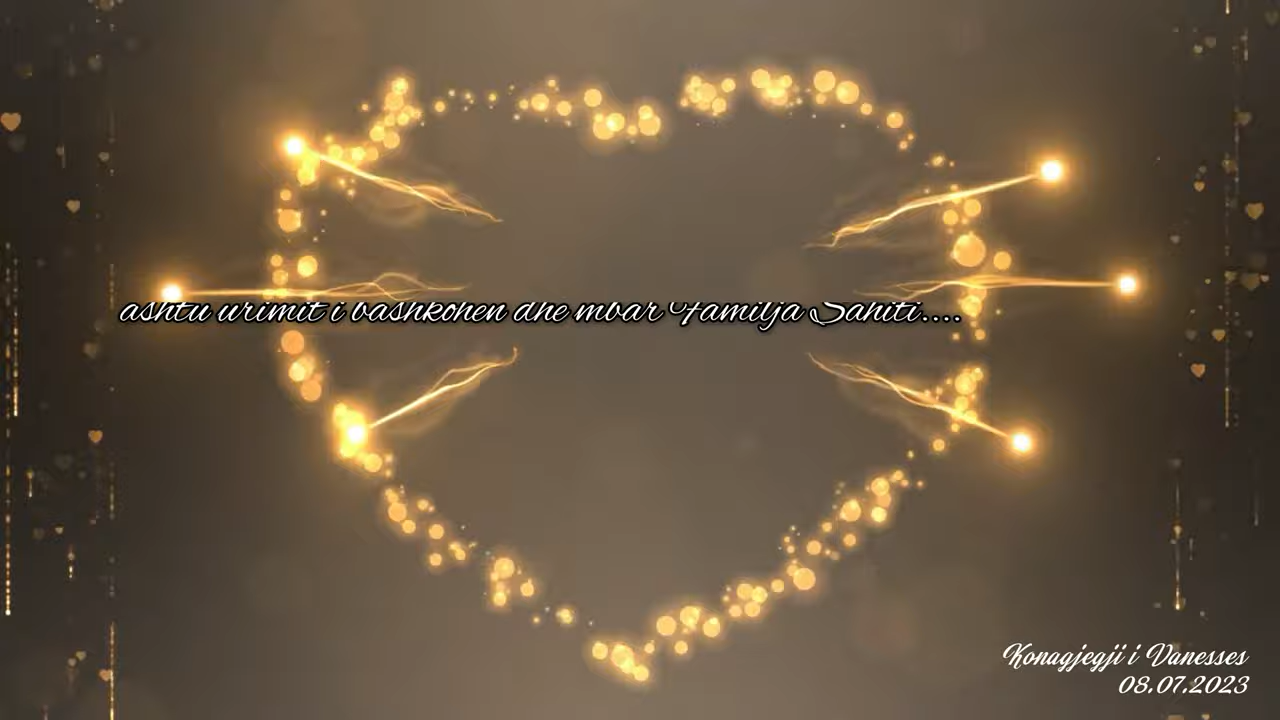 ashtu urimit i bashkohen dhe mbar Familja Sahiti....
Konagjegji i Vanesses
08.07.2023